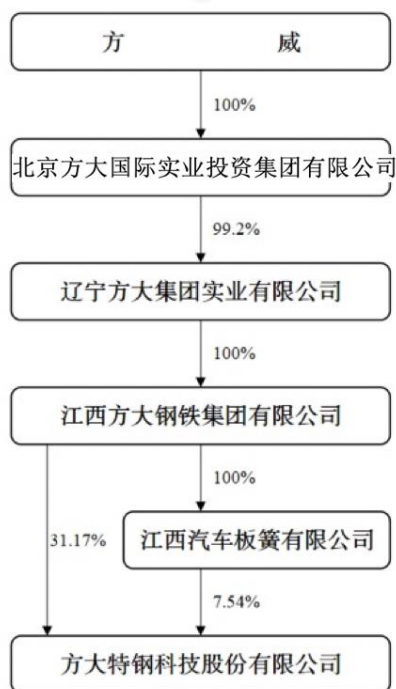 方 威
100%
北京方大国际实业投资集团有限公司
99.2%
辽宁方大集团实业有限公司
100%
江西方大钢铁集团有限公司
100%
31.17%
江西汽车板簧有限公司
7.54%
方大特钢科技股份有限公司